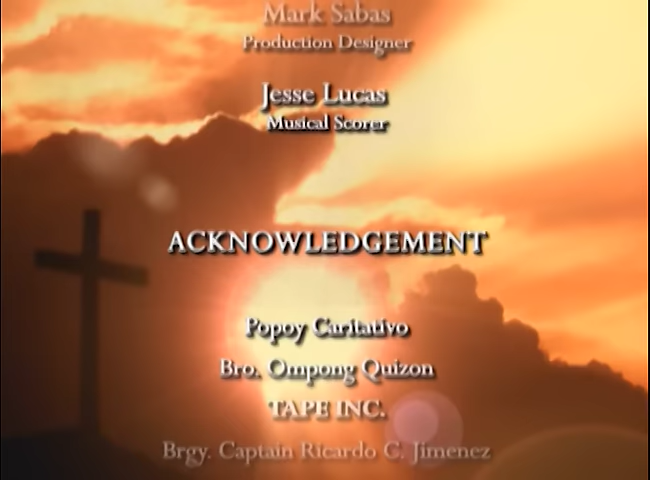 Mark Sabas
Production Designer
Jesse Lucas
Musical Scorer
ACKNOWLEDGEMENT
Popoy Caritativo
Bro. Ompong Quizon
TAPE INC.
Brgy. Captain Ricardo C. Jimenez